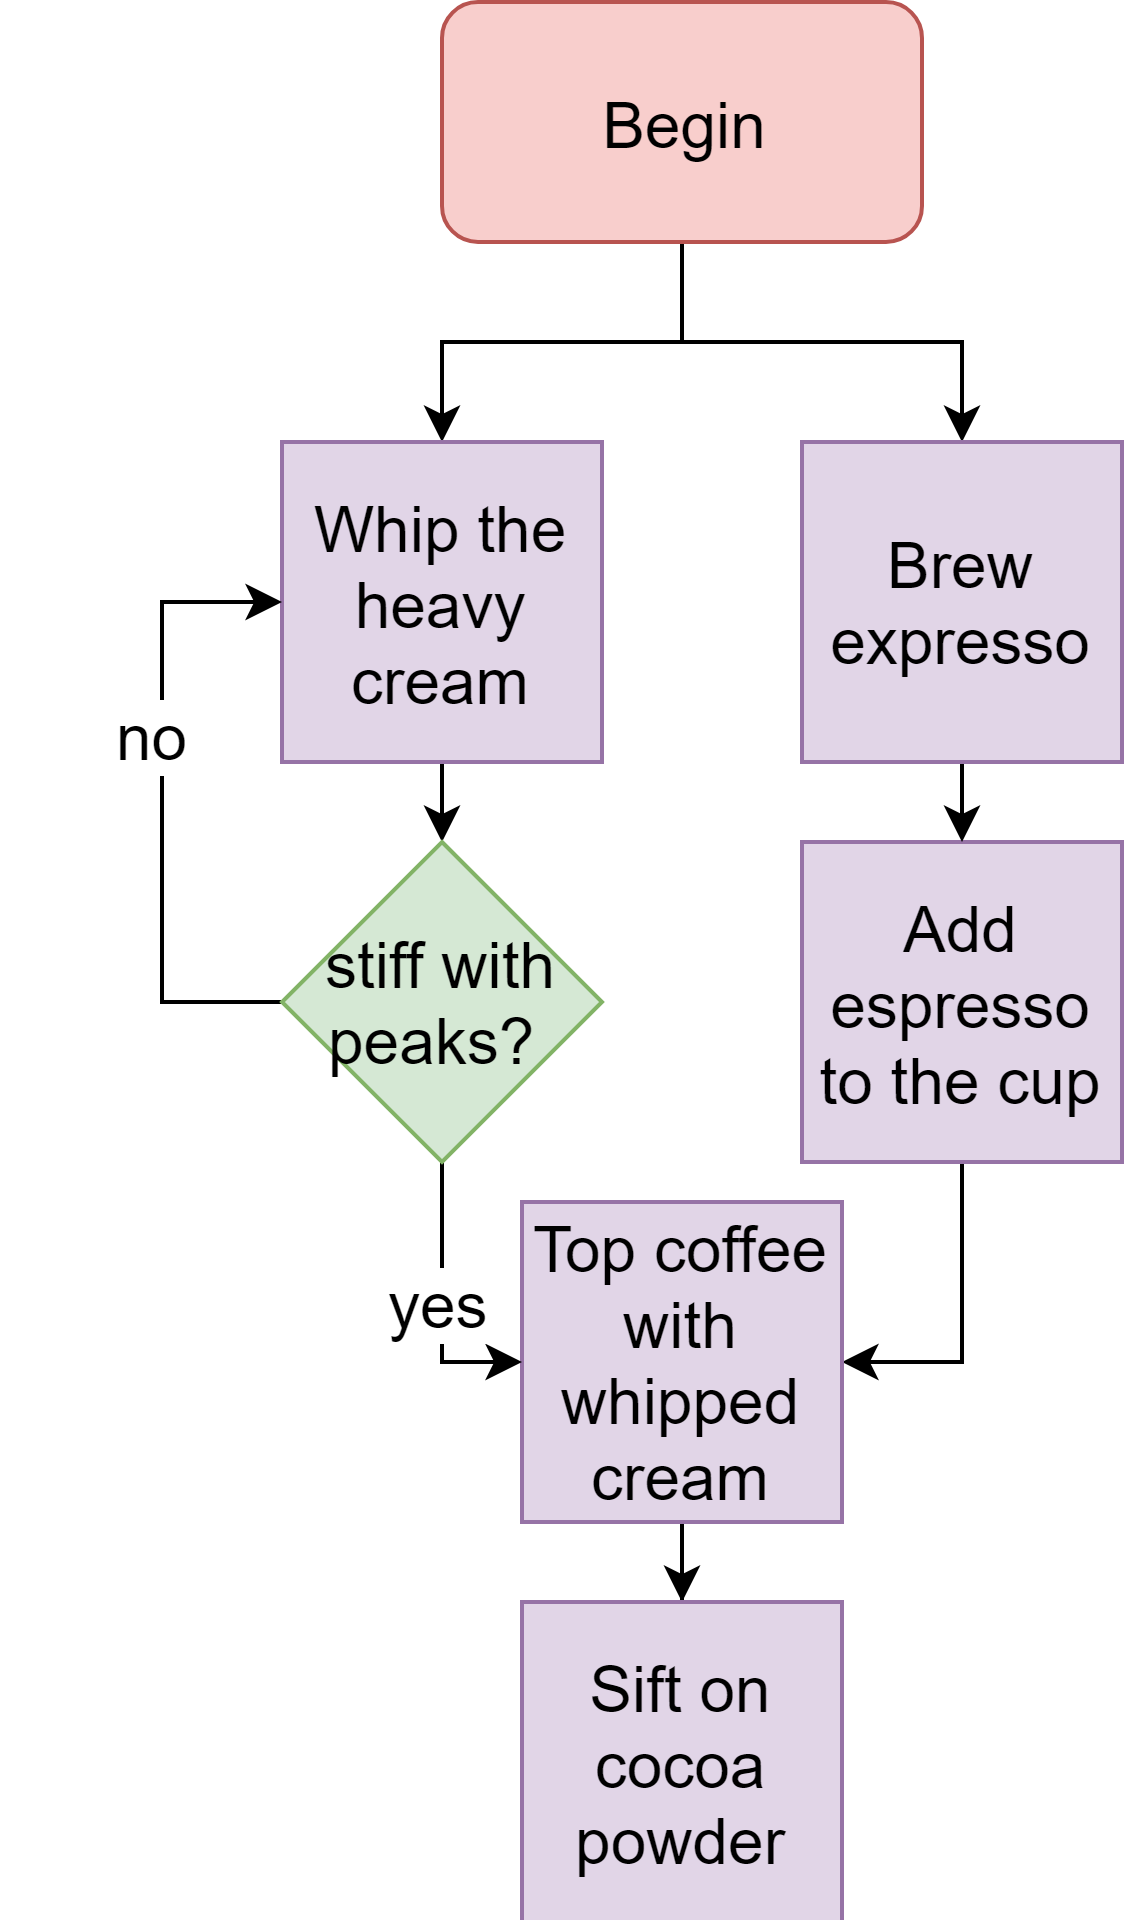 Begin
Whip the
heavy
cream
Brew
expresso
no
stiff with
peaks?
Add
espresso
to the cup
yes
Top coffee
with
whipped
cream
Sift on
cocoa
powder